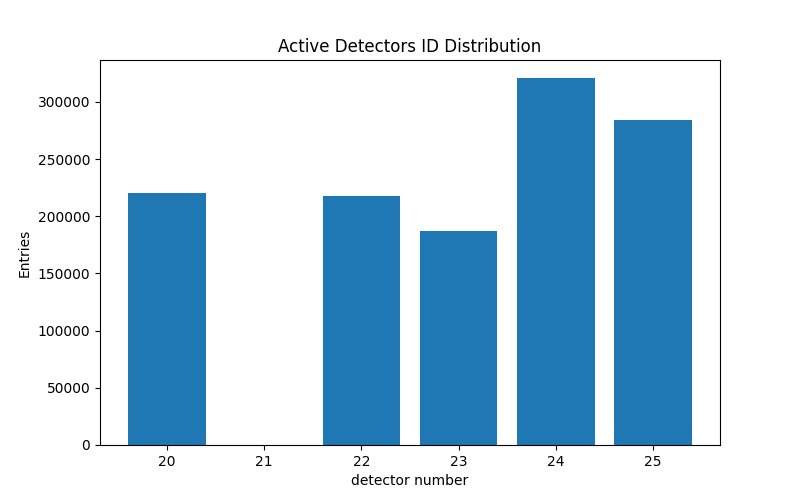 Active Detectors ID Distribution
300000
250000
200000
150000
100000
50000
0
Entries
20 21 22 23 24 25
detector number